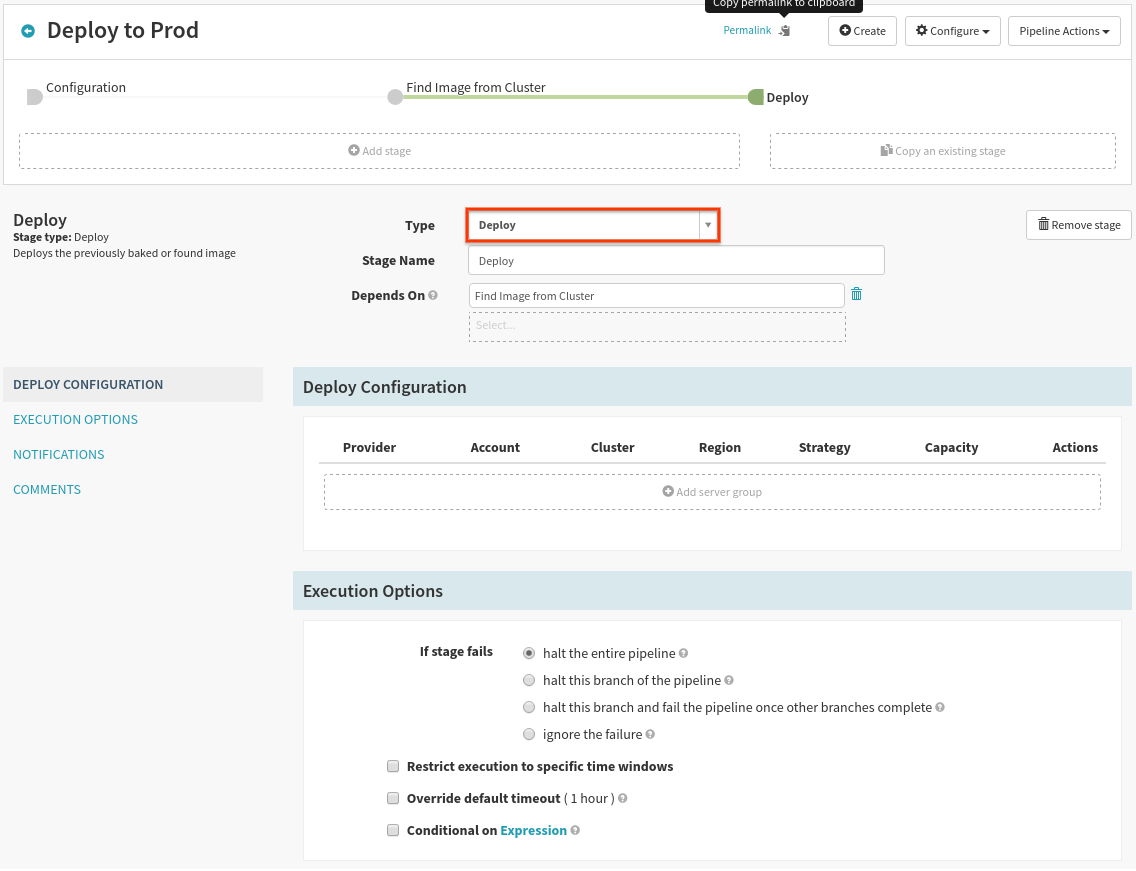 Copy permalink to clipboard
Deploy to Prod
Permalink
Create
Configure
Pipeline Actions
Configuration
Find Image from Cluster
Deploy
Add stage
Copy an existing stage
Deploy
Stage type: Deploy
Deploys the previously baked or found image
Type
Deploy
Remove stage
Stage Name
Deploy
Depends On
Find Image from Cluster
Select...
DEPLOY CONFIGURATION
EXECUTION OPTIONS
NOTIFICATIONS
COMMENTS
Deploy Configuration
Provider Account Cluster Region Strategy Capacity Actions
Add server group
Execution Options
If stage fails
halt the entire pipeline
halt this branch of the pipeline
halt this branch and fail the pipeline once other branches complete
ignore the failure
Restrict execution to specific time windows
Override default timeout ( 1 hour )
Conditional on Expression